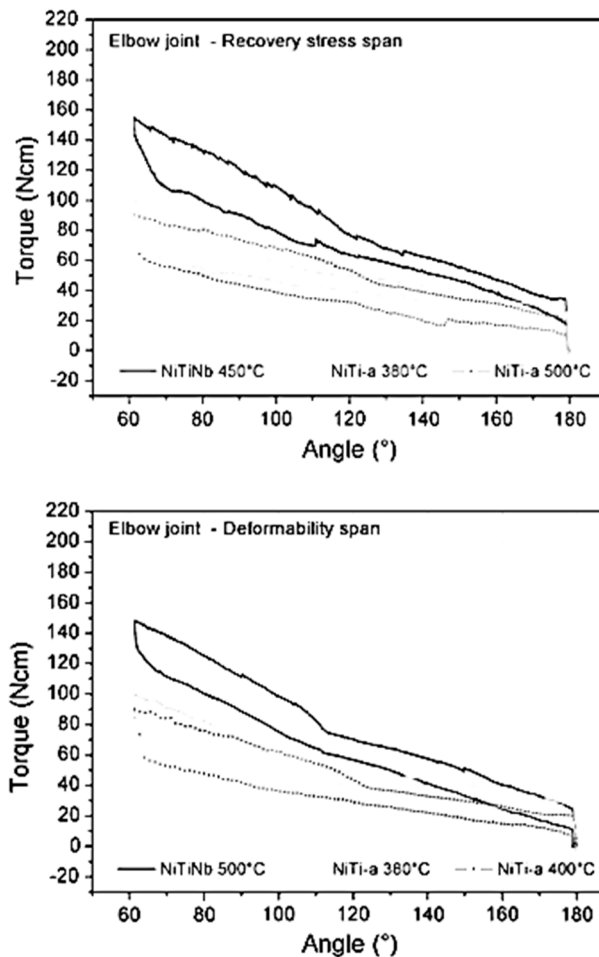 220
Elbow joint - Recovery stress span
200
180
160
140
120
100
80
60
40
20
0
-20
Torque (Ncm)
NiTiNb 450°C NiTi-a 380°C NiTi-a 500°C
60 80 100 120 140 160 180
Angle (°)
220
Elbow joint - Deformability span
200
180
160
140
120
100
80
60
40
20
0
-20
Torque (Ncm)
NiTiNb 500°C NiTi-a 380°C NiTi-a 400°C
60 80 100 120 140 160 180
Angle (°)